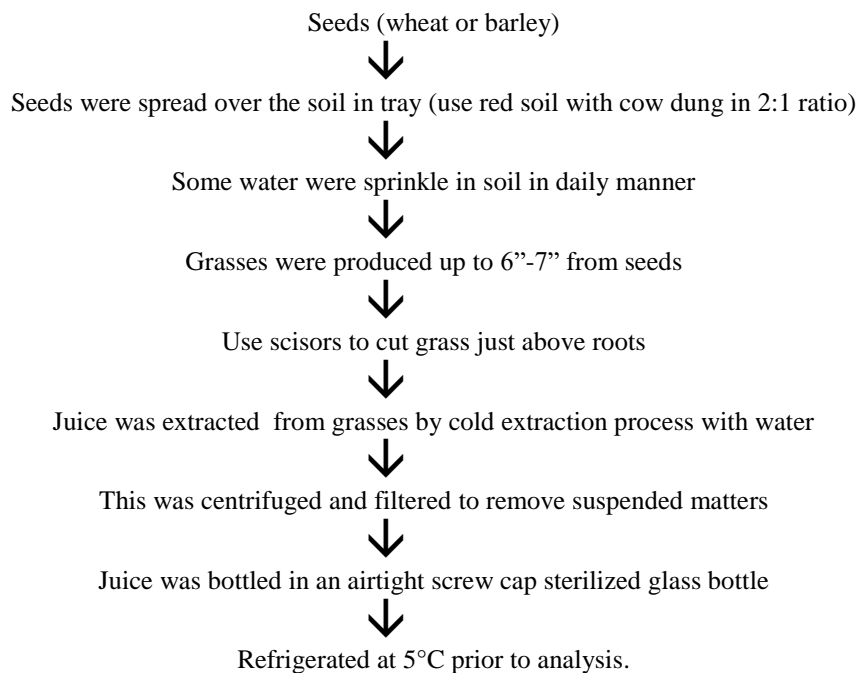 Seeds (wheat or barley)
Seeds were spread over the soil in tray (use red soil with cow dung in 2:1 ratio)
Some water were sprinkle in soil in daily manner
Grasses were produced up to 6”-7” from seeds
Use scisors to cut grass just above roots
Juice was extracted from grasses by cold extraction process with water
This was centrifuged and filtered to remove suspended matters
Juice was bottled in an airtight screw cap sterilized glass bottle
Refrigerated at 5°C prior to analysis.